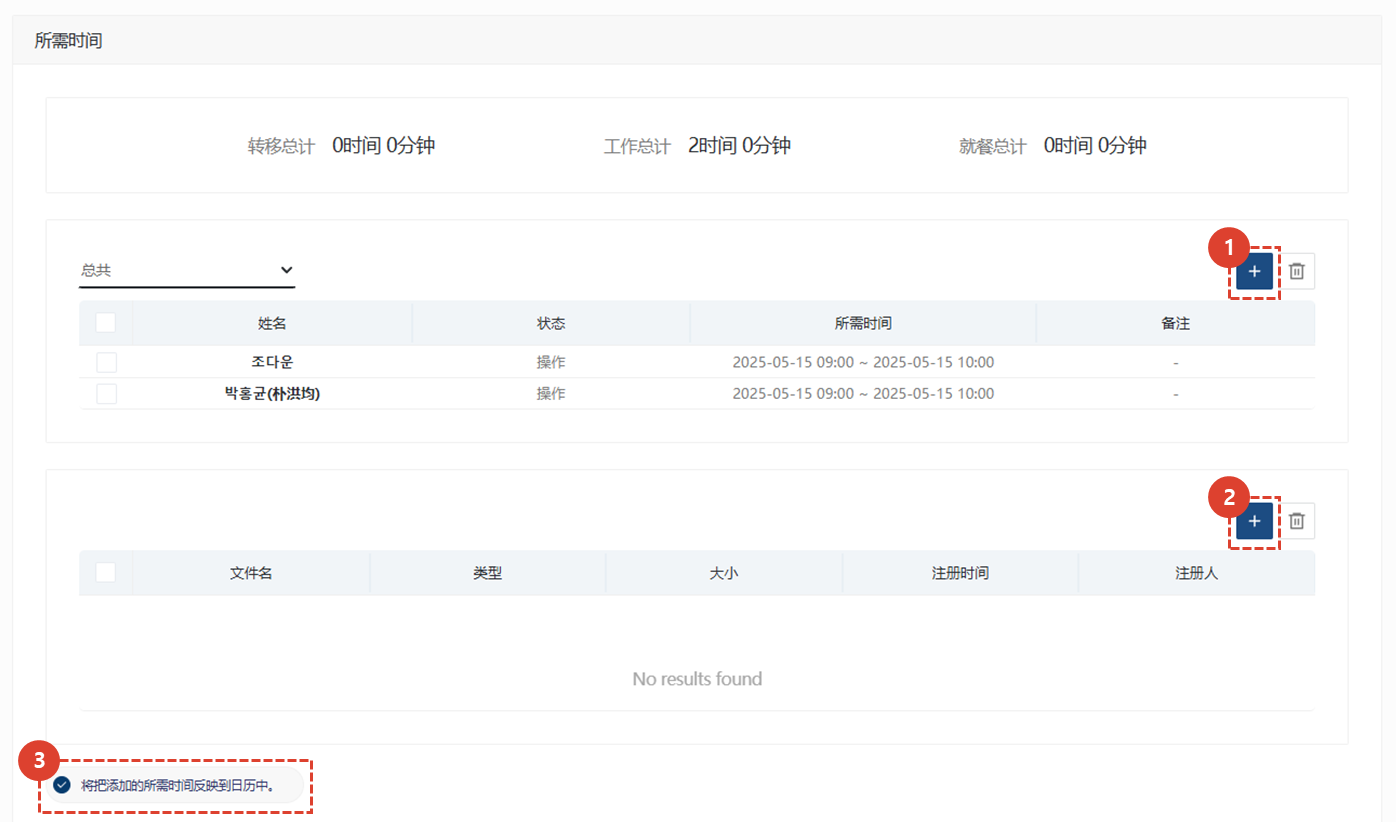 所需时间
转移总计 0时间 0分钟 工作总计 2时间 0分钟 就餐总计 0时间 0分钟
1
总共 +
姓名 状态 所需时间 备注
조다운 操作 2025-05-15 09:00 ~ 2025-05-15 10:00 -
박홍균(朴洪均) 操作 2025-05-15 09:00 ~ 2025-05-15 10:00 -
2
+
文件名 类型 大小 注册时间 注册人
No results found
3
将把添加的所需时间反映到日历中。